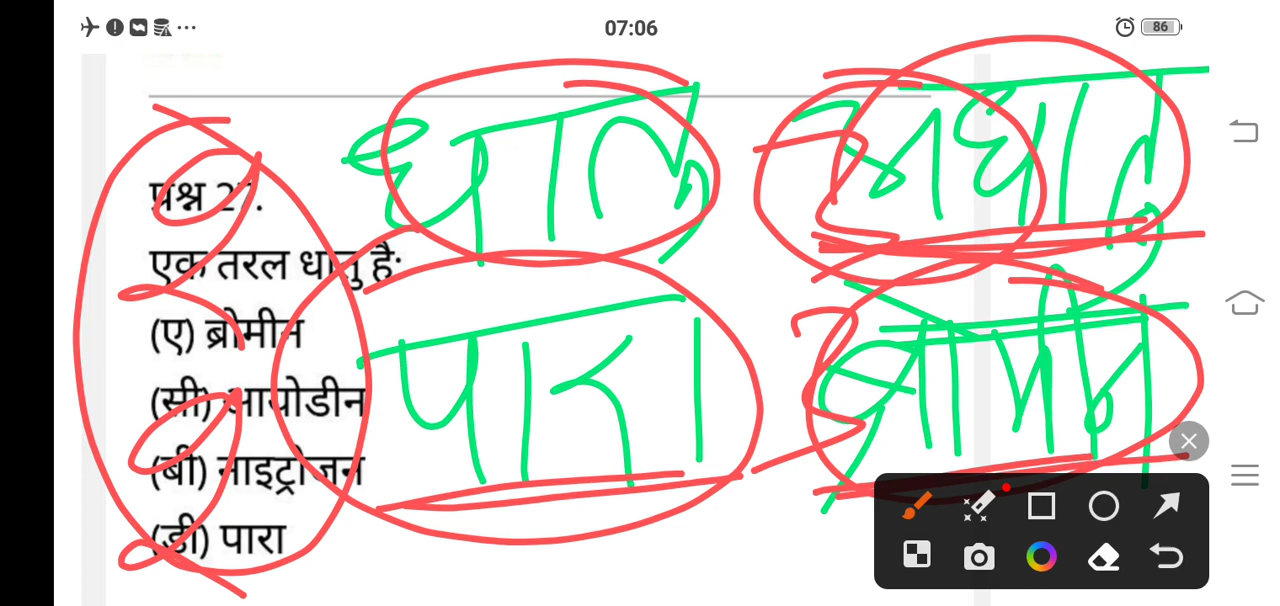 07:06
86
धातु
अधातु
प्रश्न 27.
एक तरल धातु है:
(ए) ब्रोमीन
(सी) आयोडीन
(बी) नाइट्रोजन
(डी) पारा
पारा